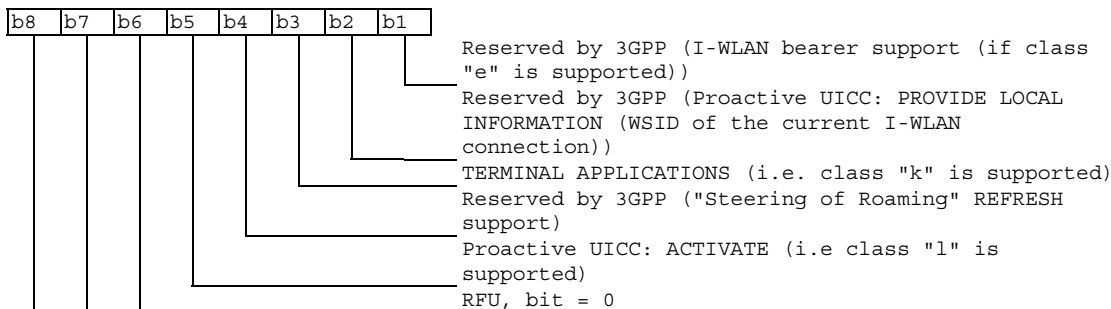 b8 b7 b6 b5 b4 b3 b2 b1
Reserved by 3GPP (I-WLAN bearer support (if class
"e" is supported))
Reserved by 3GPP (Proactive UICC: PROVIDE LOCAL
INFORMATION (WSID of the current I-WLAN
connection))
TERMINAL APPLICATIONS (i.e. class "k" is supported)
Reserved by 3GPP ("Steering of Roaming" REFRESH
support)
Proactive UICC: ACTIVATE (i.e class "l" is
supported)
RFU, bit = 0